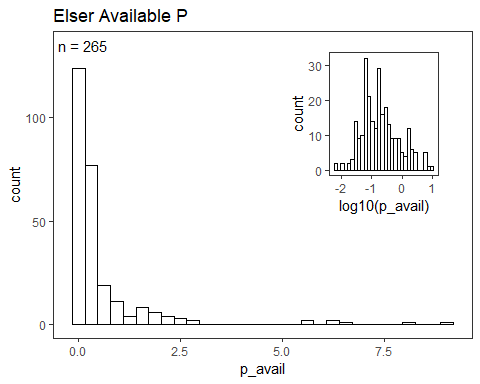 Elser Available P
n = 265
count
100
50
0
0.0 2.5 5.0 7.5
p_avail
count
30
20
10
0
-2 -1 0 1
log10(p_avail)